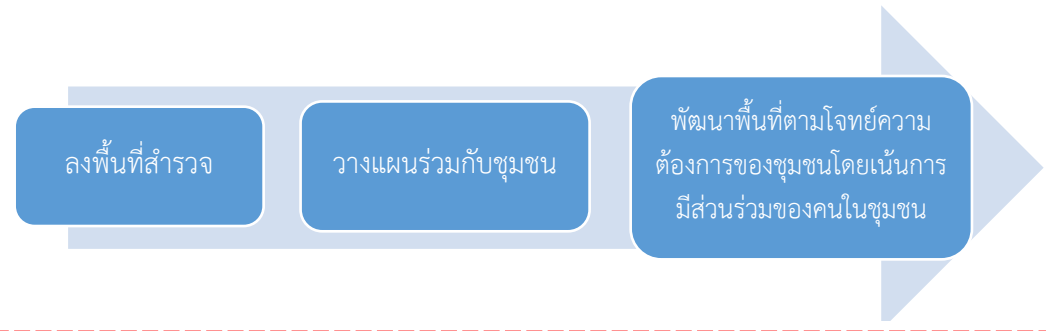 ลงพื้นที่สำรวจ
วางแผนร่วมกับชุมชน
พัฒนาพื้นที่ตามโจทย์ความ
ต้องการของชุมชนโดยเน้นการ
มีส่วนร่วมของคนในชุมชน